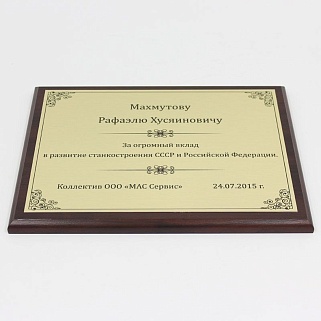 Махмутову
Рафаэлю Хусяиновичу
За огромный вклад
в развитие станкостроения СССР и Российской Федерации.
Коллектив ООО «МАС Сервис» 24.07.2015 г.